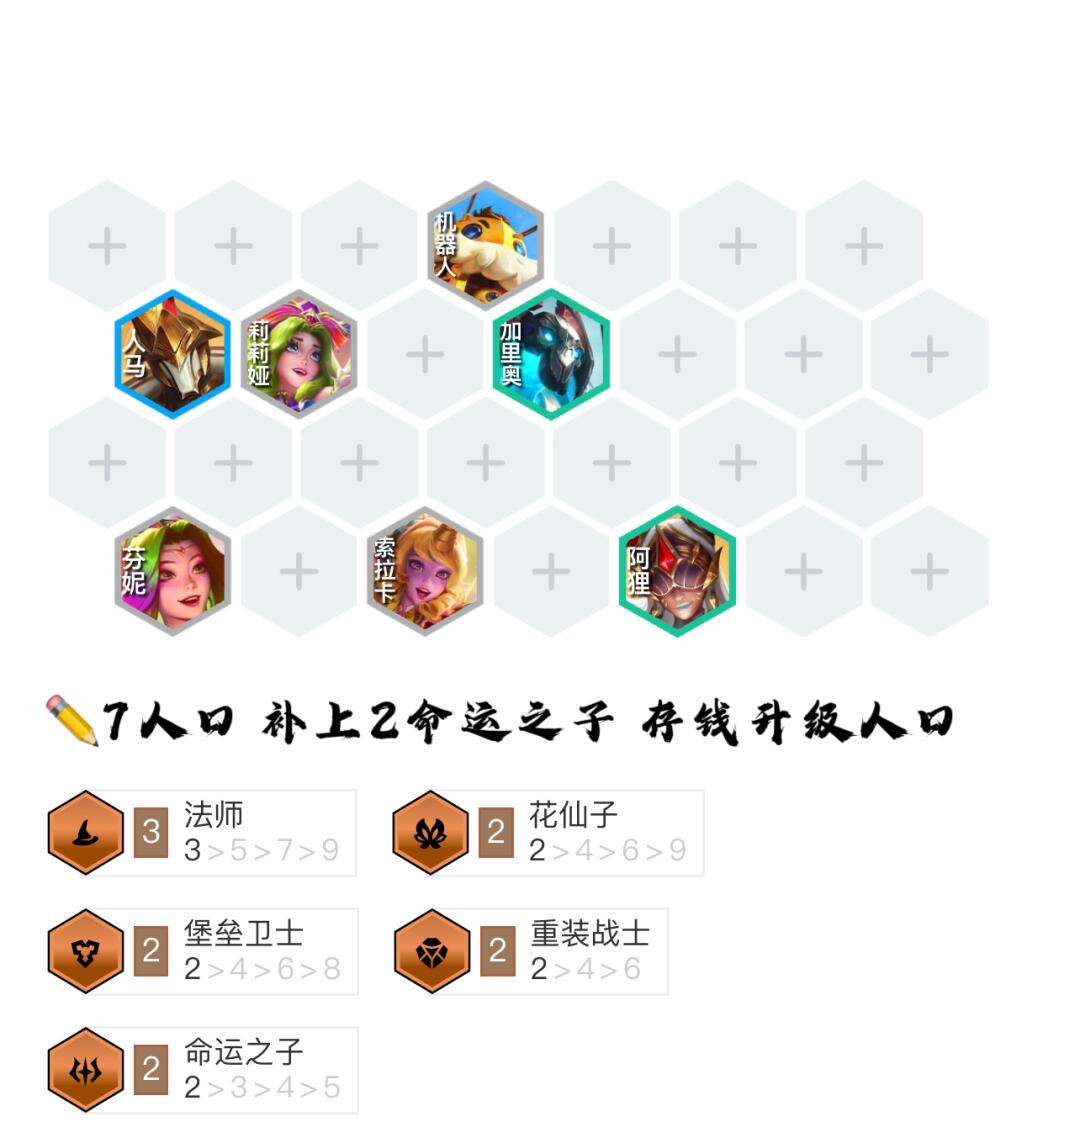 机器人
人马
莉莉娅
加里奥
芬妮
索拉卡
阿狸
7人口 补上2命运之子 存钱升级人口
3 法师
3>5>7>9
2 花仙子
2>4>6>9
2 堡垒卫士
2>4>6>8
2 重装战士
2>4>6
2 命运之子
2>3>4>5